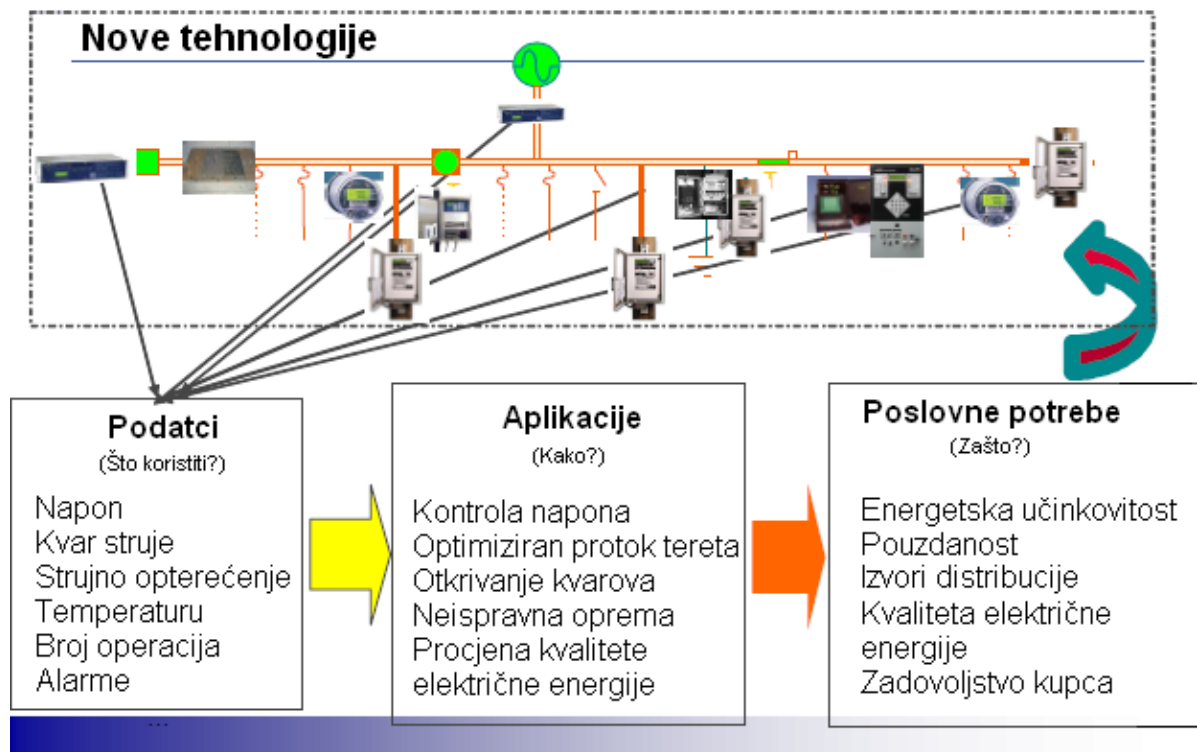 Nove tehnologije
Podatci
(Što koristiti?)
Napon
Kvar struje
Strujno opterećenje
Temperaturu
Broj operacija
Alarme
...
Aplikacije
(Kako?)
Kontrola napona
Optimiziran protok tereta
Otkrivanje kvarova
Neispravna oprema
Procjena kvalitete
električne energije
Poslovne potrebe
(Zašto?)
Energetska učinkovitost
Pouzdanost
Izvori distribucije
Kvaliteta električne
energije
Zadovoljstvo kupca